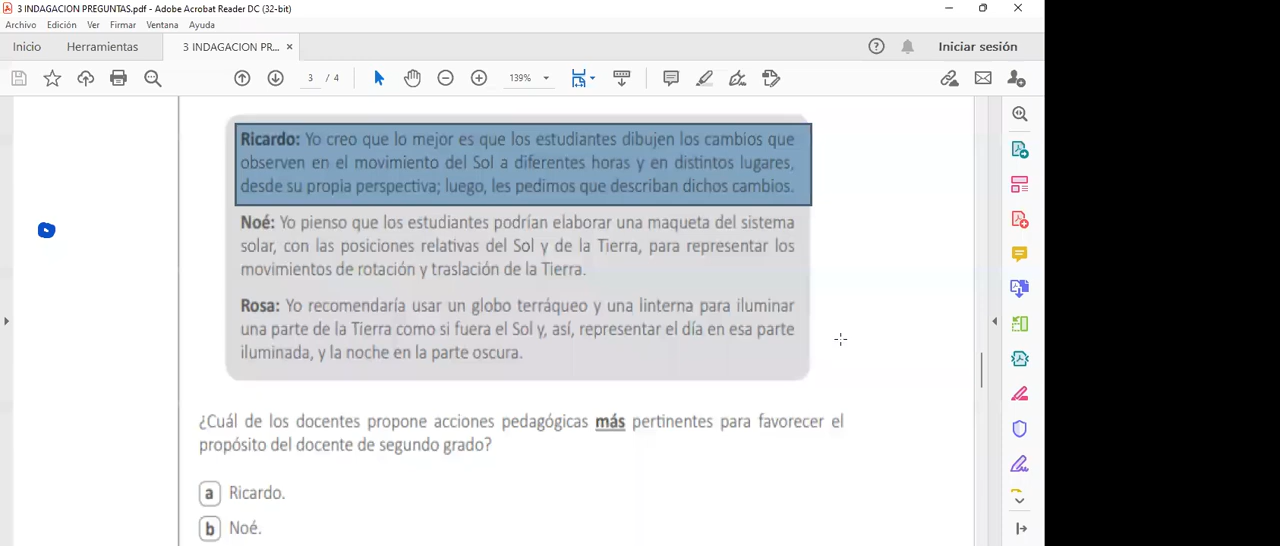 3 INDAGACION PREGUNTAS.pdf - Adobe Acrobat Reader DC (32-bit)
Archivo Edición Ver Firmar Ventana Ayuda
Inicio Herramientas 3 INDAGACION PR... × Iniciar sesión
3 / 4 139%
Ricardo: Yo creo que lo mejor es que los estudiantes dibujen los cambios que
observen en el movimiento del Sol a diferentes horas y en distintos lugares,
desde su propia perspectiva; luego, les pedimos que describan dichos cambios.
Noé: Yo pienso que los estudiantes podrían elaborar una maqueta del sistema
solar, con las posiciones relativas del Sol y de la Tierra, para representar los
movimientos de rotación y traslación de la Tierra.
Rosa: Yo recomendaría usar un globo terráqueo y una linterna para iluminar
una parte de la Tierra como si fuera el Sol y, así, representar el día en esa parte
iluminada, y la noche en la parte oscura.
¿Cuál de los docentes propone acciones pedagógicas más pertinentes para favorecer el
propósito del docente de segundo grado?
a Ricardo.
b Noé.